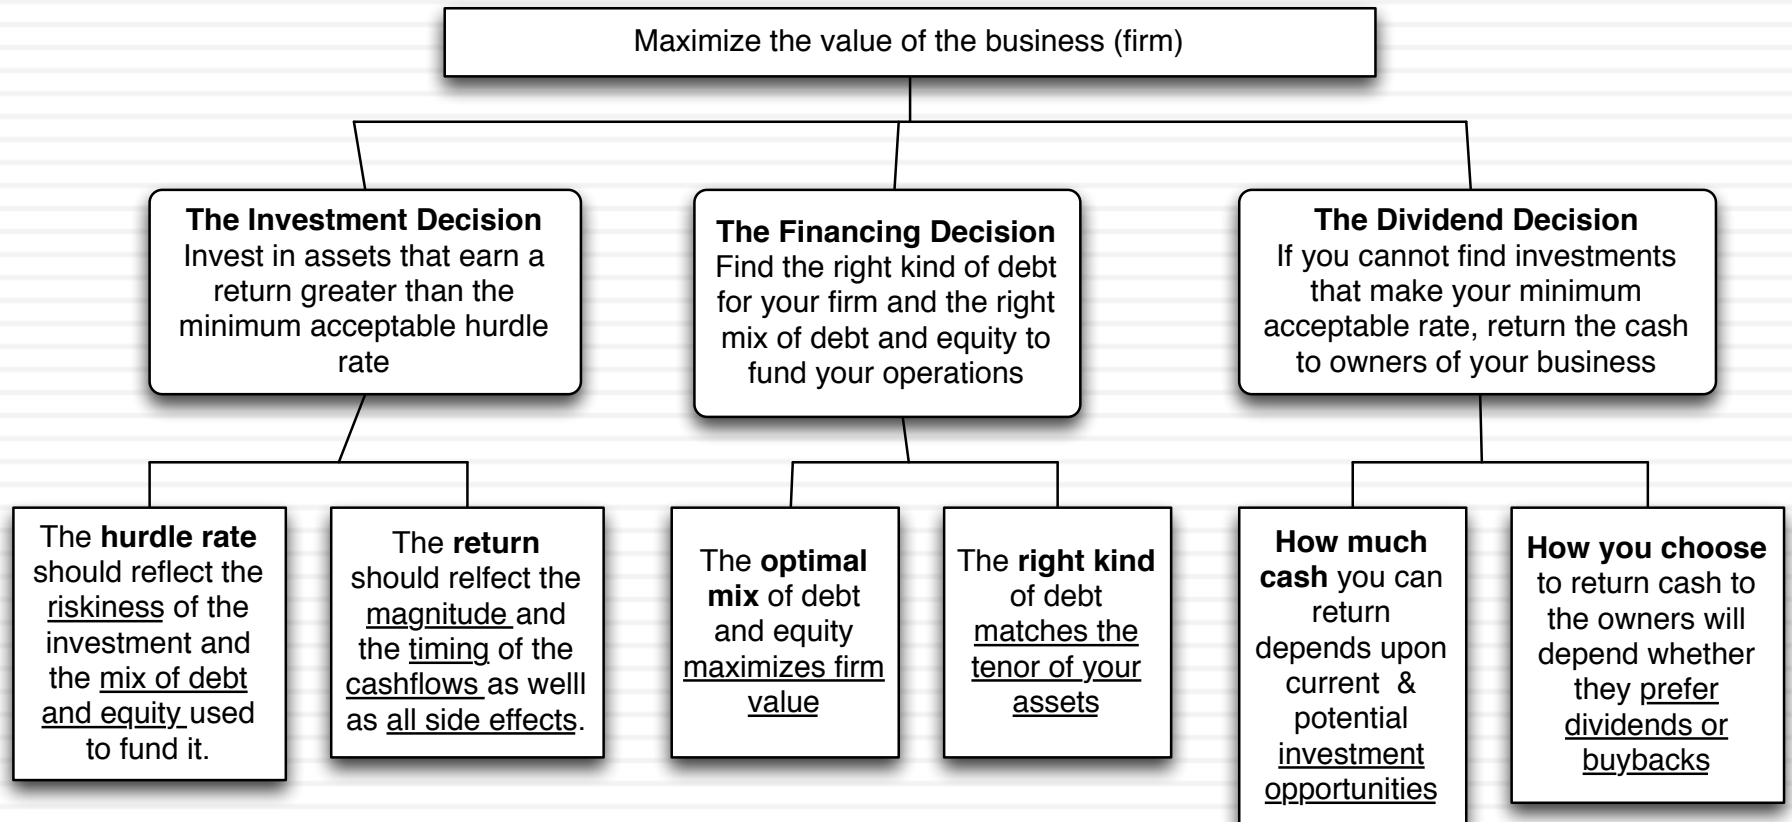 Maximize the value of the business (firm)
The Investment Decision
Invest in assets that earn a
return greater than the
minimum acceptable hurdle
rate
The Financing Decision
Find the right kind of debt
for your firm and the right
mix of debt and equity to
fund your operations
The Dividend Decision
If you cannot find investments
that make your minimum
acceptable rate, return the cash
to owners of your business
The hurdle rate
should reflect the
riskiness of the
investment and
the mix of debt
and equity used
to fund it.
The return
should relfect the
magnitude and
the timing of the
cashflows as welll
as all side effects.
The optimal
mix of debt
and equity
maximizes firm
value
The right kind
of debt
matches the
tenor of your
assets
How much
cash you can
return
depends upon
current &
potential
investment
opportunities
How you choose
to return cash to
the owners will
depend whether
they prefer
dividends or
buybacks